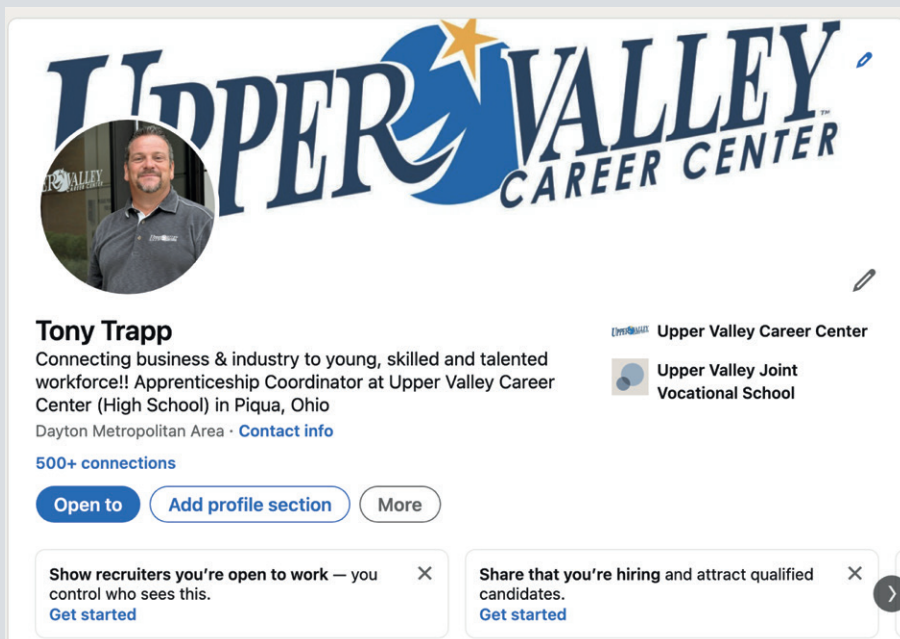 UPPER VALLEY™
CAREER CENTER
VALLEY
Tony Trapp
Connecting business & industry to young, skilled and talented
workforce!! Apprenticeship Coordinator at Upper Valley Career
Center (High School) in Piqua, Ohio
Dayton Metropolitan Area · Contact info
500+ connections
Upper Valley Career Center
Upper Valley Joint
Vocational School
Open to
Add profile section
More
Show recruiters you’re open to work — you
control who sees this.
Get started
Share that you’re hiring and attract qualified
candidates.
Get started